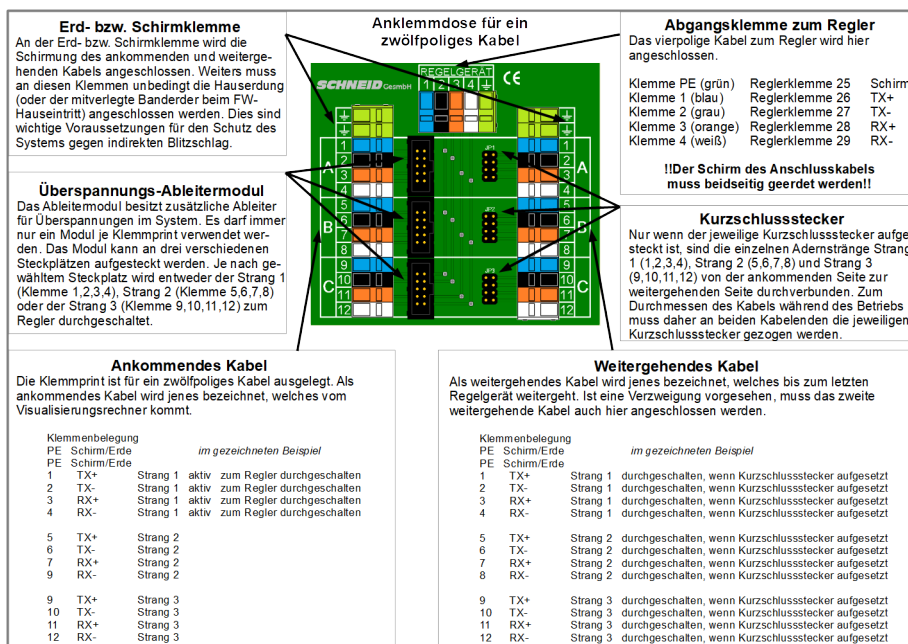 Erd- bzw. Schirmklemme
An der Erd- bzw. Schirmklemme wird die
Schirmung des ankommenden und weiterge-
henden Kabels angschlossen. Weiters muss
an diesen Klemmen unbedingt die Hauserdung
(oder der mitverlegte Banderder beim FW-
Hauseintritt) angschlossen werden. Dies sind
wichtige Voraussetzungen für den Schutz des
Systems gegen indirekten Blitzschlag.
Überspannungs-Ableitermodul
Das Ableitermodul besitzt zusätzliche Ableiter
für Überspannungen im System. Es darf immer
nur ein Modul je Klemmprint verwendet wer-
den. Das Modul kann an drei verschiedenen
Steckplätzen aufgesteckt werden. Je nach ge-
wähltem Steckplatz wird entweder der Strang 1
(Klemme 1,2,3,4), Strang 2 (Klemme 5,6,7,8)
oder der Strang 3 (Klemme 9,10,11,12) zum
Regler durchgeschaltet.
Anklemmdose für ein
zwölfpoliges Kabel
SCHNEID GesmbH
REGELGERÄT
1 2 3 4
CE
A
B
C
1
2
3
4
5
6
7
8
9
10
11
12
JP1
JP2
JP3
A
B
C
1
2
3
4
5
6
7
8
9
10
11
12
Abgangsklemme zum Regler
Das vierpolige Kabel zum Regler wird hier
angschlossen.
Klemme PE (grün) Reglerklemme 25 Schirm
Klemme 1 (blau) Reglerklemme 26 TX+
Klemme 2 (grau) Reglerklemme 27 TX-
Klemme 3 (orange) Reglerklemme 28 RX+
Klemme 4 (weiß) Reglerklemme 29 RX-
!!Der Schirm des Anschlusskabels
muss beidseitig geerdet werden!!
Kurzschlussstecker
Nur wenn der jeweilige Kurzschlussstecker aufge
steckt ist, sind die einzelnen Adernstränge Strang
1 (1,2,3,4), Strang 2 (5,6,7,8) und Strang 3
(9,10,11,12) von der ankommenden Seite zur
weitergehenden Seite durchverbunden. Zum
Durchmessen des Kabels während des Betriebs
muss daher an beiden Kabelenden die jeweiligen
Kurzschlussstecker gezogen werden.
Ankommendes Kabel
Die Klemmprint ist für ein zwölfpoliges Kabel ausgelegt. Als
ankommendes Kabel wird jenes bezeichnet, welches vom
Visualisierungsrechner kommt.
Klemmenbelegung
PE Schirm/Erde im gezeichneten Beispiel
PE Schirm/Erde
1 TX+ Strang 1 aktiv zum Regler durchgeschalten
2 TX- Strang 1 aktiv zum Regler durchgeschalten
3 RX+ Strang 1 aktiv zum Regler durchgeschalten
4 RX- Strang 1 aktiv zum Regler durchgeschalten
5 TX+ Strang 2
6 TX- Strang 2
7 RX+ Strang 2
9 RX- Strang 2
9 TX+ Strang 3
10 TX- Strang 3
11 RX+ Strang 3
12 RX- Strang 3
Weitergehendes Kabel
Als weitergehendes Kabel wird jenes bezeichnet, welches bis zum letzten
Regelgerät weitergeht. Ist eine Verzweigung vorgesehen, muss das zweite
weitergehende Kabel auch hier angschlossen werden.
Klemmenbelegung
PE Schirm/Erde im gezeichneten Beispiel
PE Schirm/Erde
1 TX+ Strang 1 durchgeschalten, wenn Kurzschlussstecker aufgesetzt
2 TX- Strang 1 durchgeschalten, wenn Kurzschlussstecker aufgesetzt
3 RX+ Strang 1 durchgeschalten, wenn Kurzschlussstecker aufgesetzt
4 RX- Strang 1 durchgeschalten, wenn Kurzschlussstecker aufgesetzt
5 TX+ Strang 2 durchgeschalten, wenn Kurzschlussstecker aufgesetzt
6 TX- Strang 2 durchgeschalten, wenn Kurzschlussstecker aufgesetzt
7 RX+ Strang 2 durchgeschalten, wenn Kurzschlussstecker aufgesetzt
8 RX- Strang 2 durchgeschalten, wenn Kurzschlussstecker aufgesetzt
9 TX+ Strang 3 durchgeschalten, wenn Kurzschlussstecker aufgesetzt
10 TX- Strang 3 durchgeschalten, wenn Kurzschlussstecker aufgesetzt
11 RX+ Strang 3 durchgeschalten, wenn Kurzschlussstecker aufgesetzt
12 RX- Strang 3 durchgeschalten, wenn Kurzschlussstecker aufgesetzt